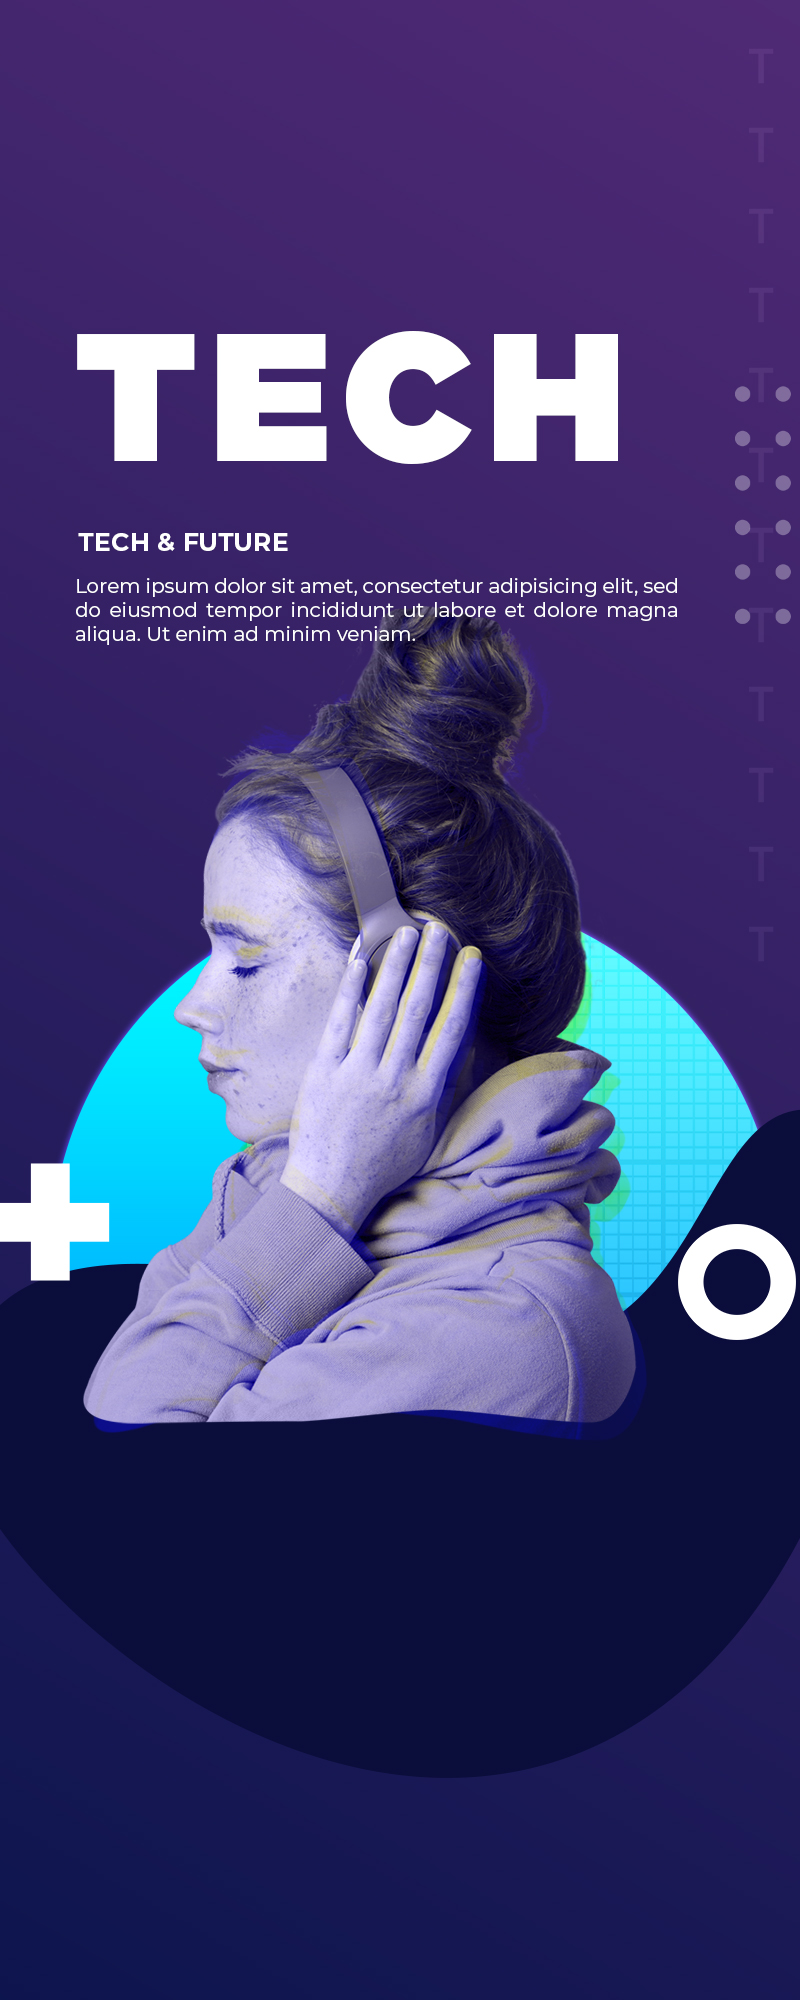 TECH
TECH & FUTURE
Lorem ipsum dolor sit amet, consectetur adipisicing elit, sed
do eiusmod tempor incididunt ut labore et dolore magna
aliqua. Ut enim ad minim veniam.
T
T
T
T
T
T
T
T
T
T
T
T